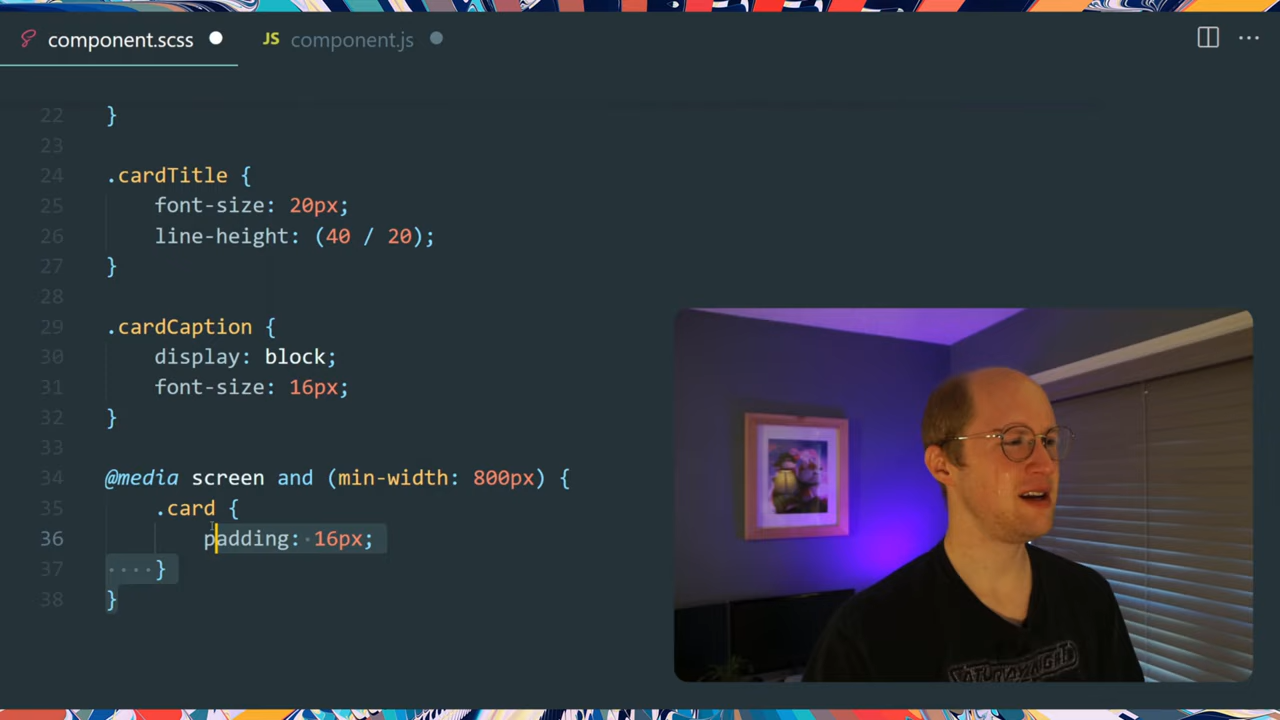 component.scss JS component.js
22 }
23
24 .cardTitle {
25 font-size: 20px;
26 line-height: (40 / 20);
27 }
28
29 .cardCaption {
30 display: block;
31 font-size: 16px;
32 }
33
34 @media screen and (min-width: 800px) {
35 .card {
36 padding: 16px;
37 }
38 }